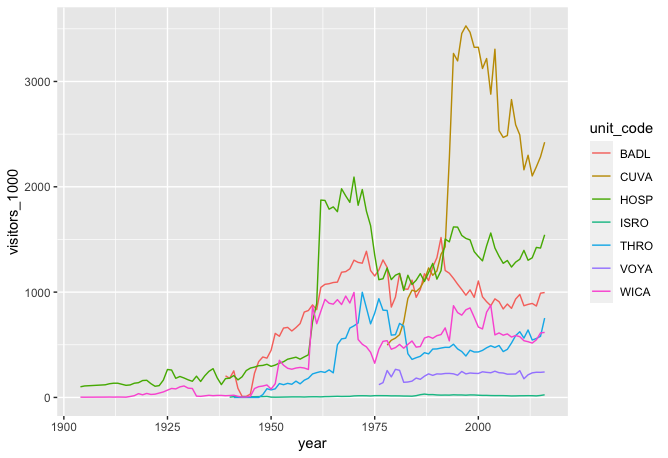 3000
2000
1000
0
visitors_1000
1900
1925
1950
1975
2000
year
unit_code
BADL
CUVA
HOSP
ISRO
THRO
VOYA
WICA